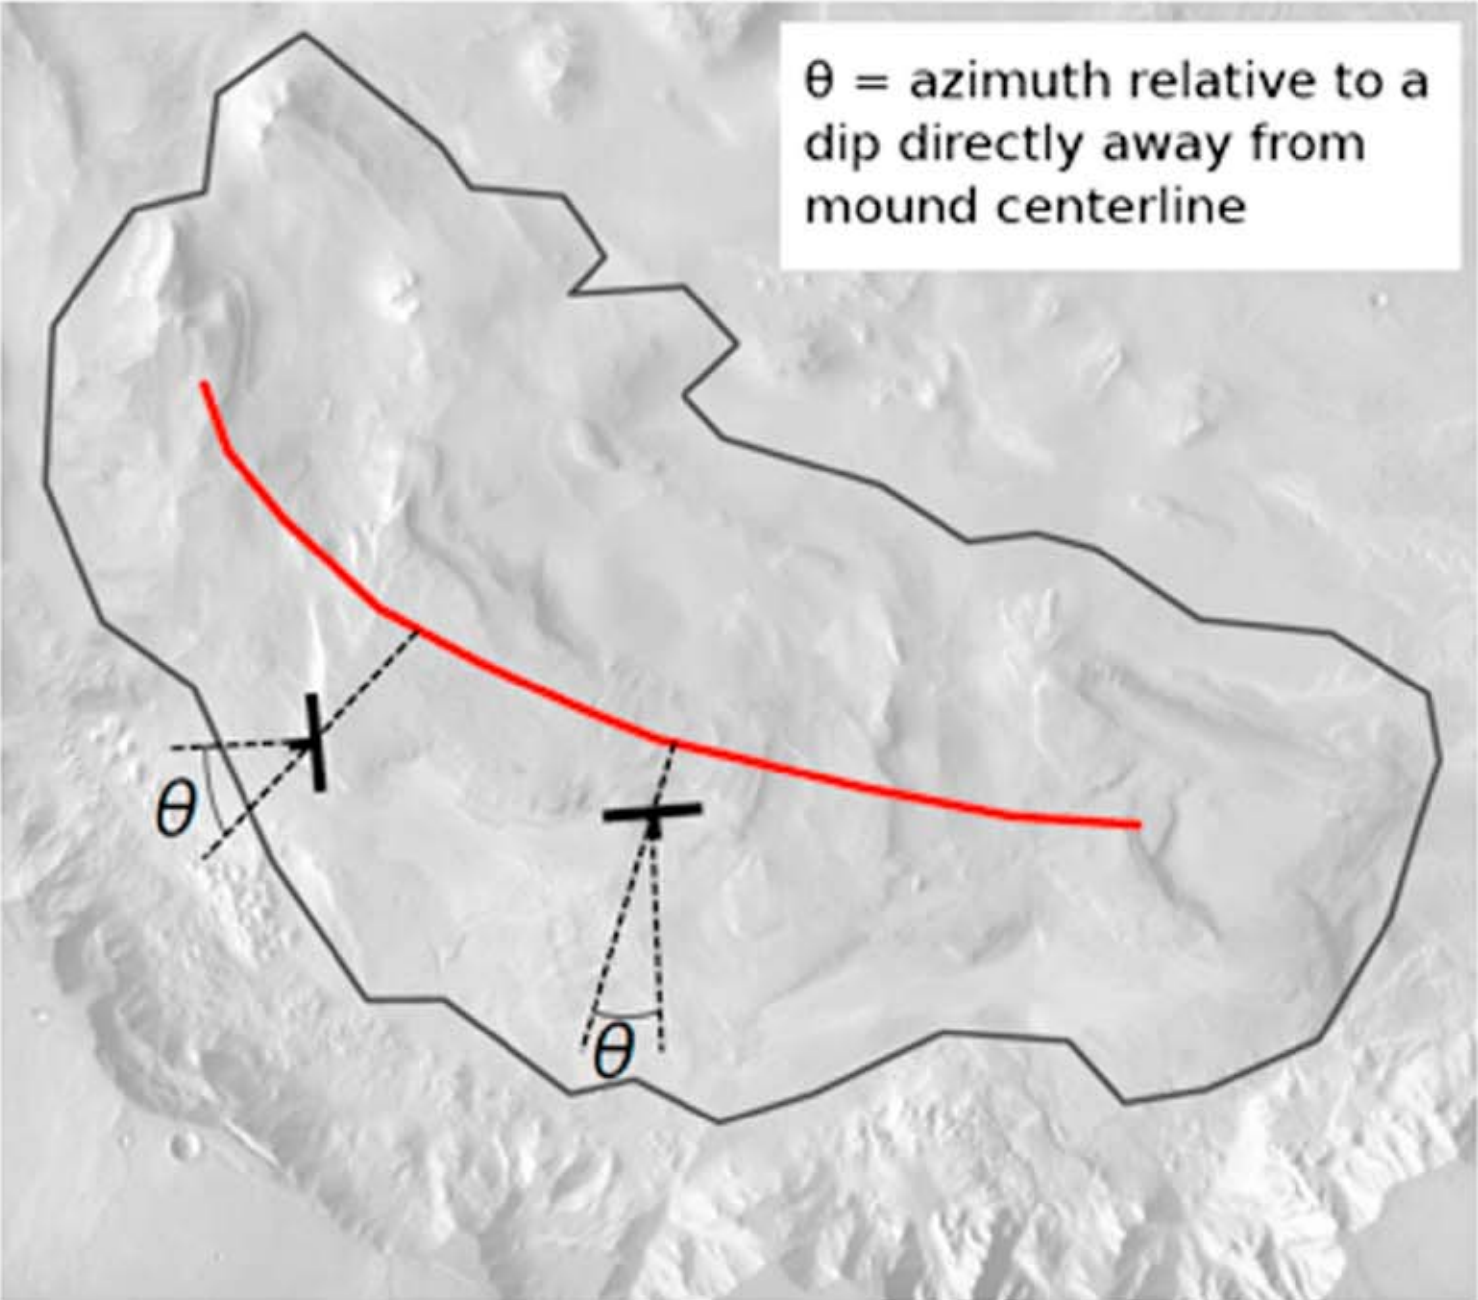 θ = azimuth relative to a
dip directly away from
mound centerline
θ
θ